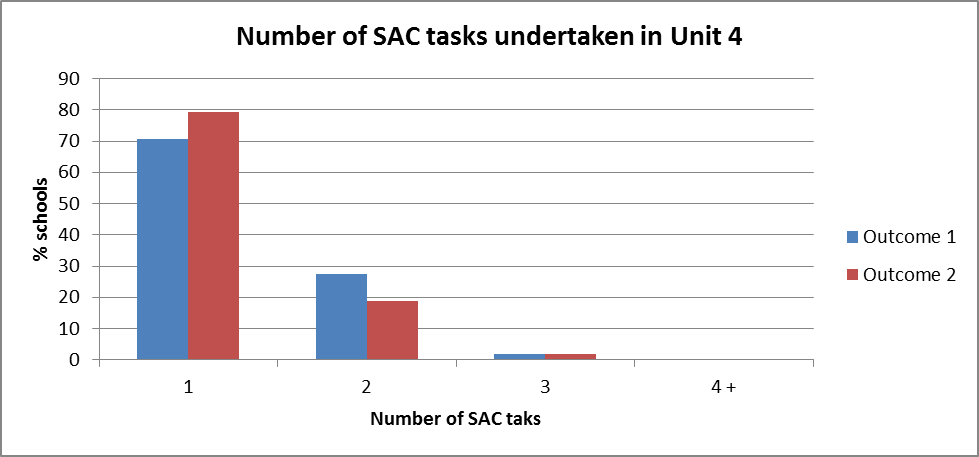 Number of SAC tasks undertaken in Unit 4
90
80
70
60
50
40
30
20
10
0
% schools
1 2 3 4 +
Number of SAC taks
Outcome 1
Outcome 2